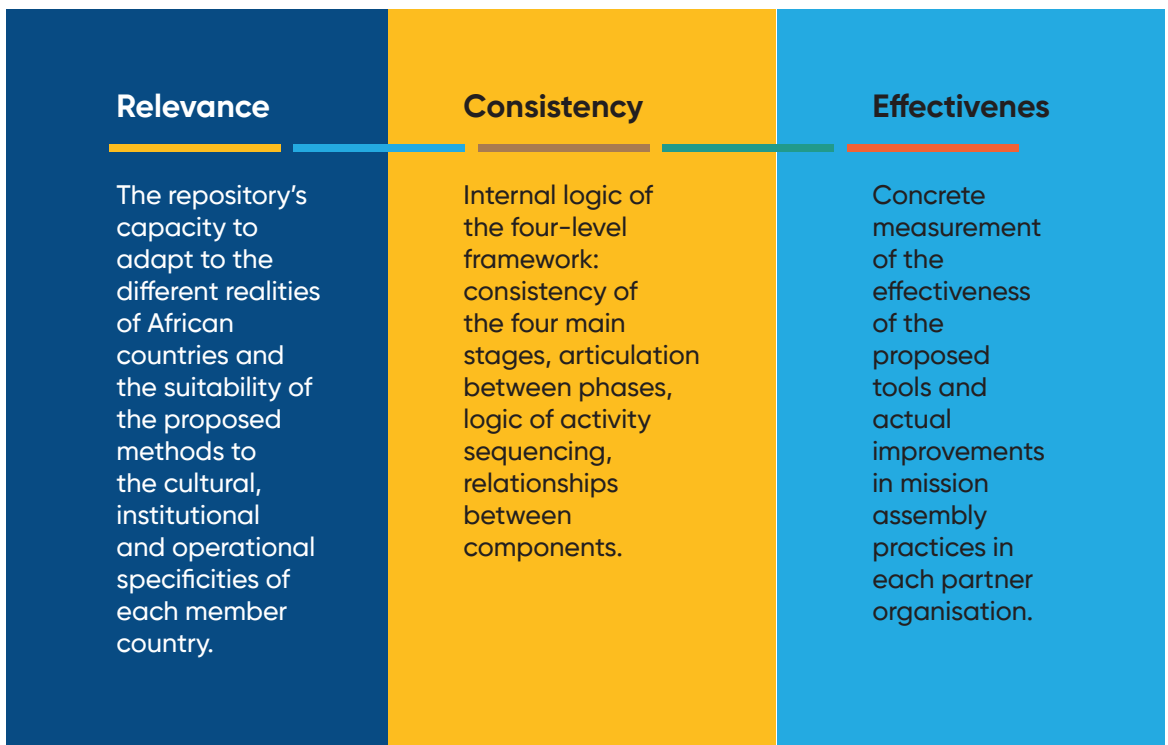 Relevance
The repository’s
capacity to
adapt to the
different realities
of African
countries and
the suitability of
the proposed
methods to
the cultural,
institutional
and operational
specificities of
each member
country.
Consistency
Internal logic of
the four-level
framework:
consistency of
the four main
stages, articulation
between phases,
logic of activity
sequencing,
relationships
between
components.
Effectivenes
Concrete
measurement
of the
effectiveness
of the
proposed
tools and
actual
improvements
in mission
assembly
practices in
each partner
organisation.